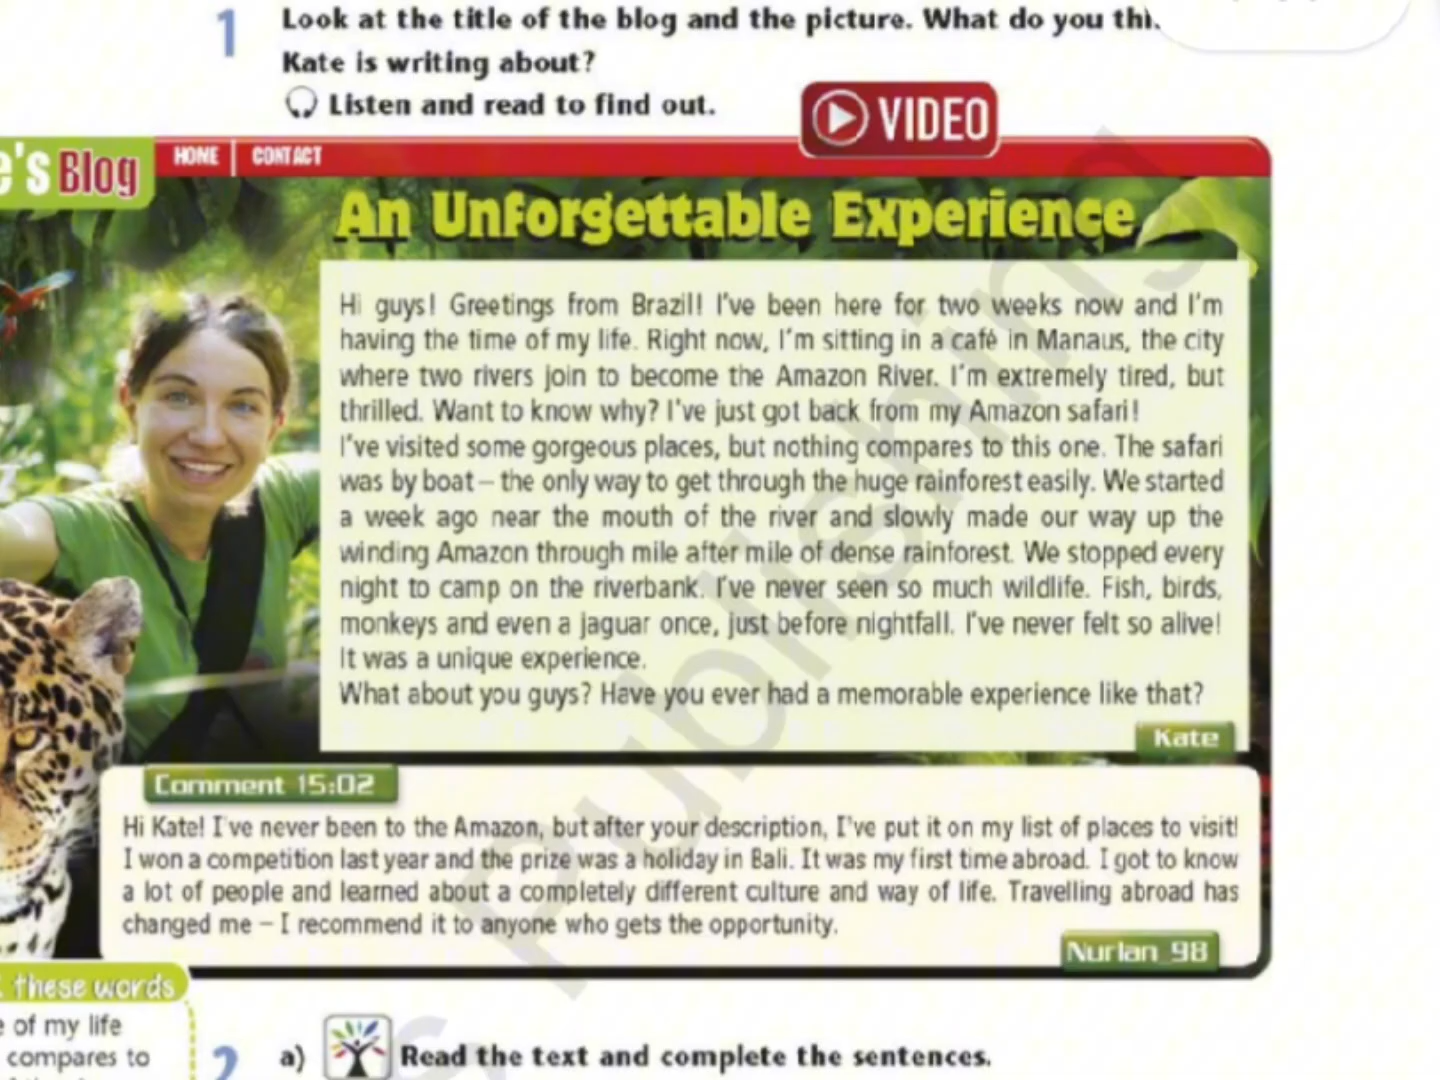 1
Look at the title of the blog and the picture. What do you
Kate is writing about?
Listen and read to find out.
VIDEO
e's Blog
HOME
CONTACT
An Unforgettable Experience
Hi guys! Greetings from Brazil! I've been here for two weeks now and I'm
having the time of my life. Right now, I'm sitting in a café in Manaus, the city
where two rivers join to become the Amazon River. I'm extremely tired, but
thrilled. Want to know why? I've just got back from my Amazon safari!
I've visited some gorgeous places, but nothing compares to this one. The safari
was by boat – the only way to get through the huge rainforest easily. We started
a week ago near the mouth of the river and slowly made our way up the
winding Amazon through mile after mile of dense rainforest. We stopped every
night to camp on the riverbank. I've never seen so much wildlife. Fish, birds,
monkeys and even a jaguar once, just before nightfall. I've never felt so alive!
It was a unique experience.
What about you guys? Have you ever had a memorable experience like that?
Kate
Comment 15:02
Hi Kate! I've never been to the Amazon, but after your description, I've put it on my list of places to visit!
I won a competition last year and the prize was a holiday in Bali. It was my first time abroad. I got to know
a lot of people and learned about a completely different culture and way of life. Travelling abroad has
changed me – I recommend it to anyone who gets the opportunity.
Nurlan_98
these words
of my life
compares to
2
a) Read the text and complete the sentences.